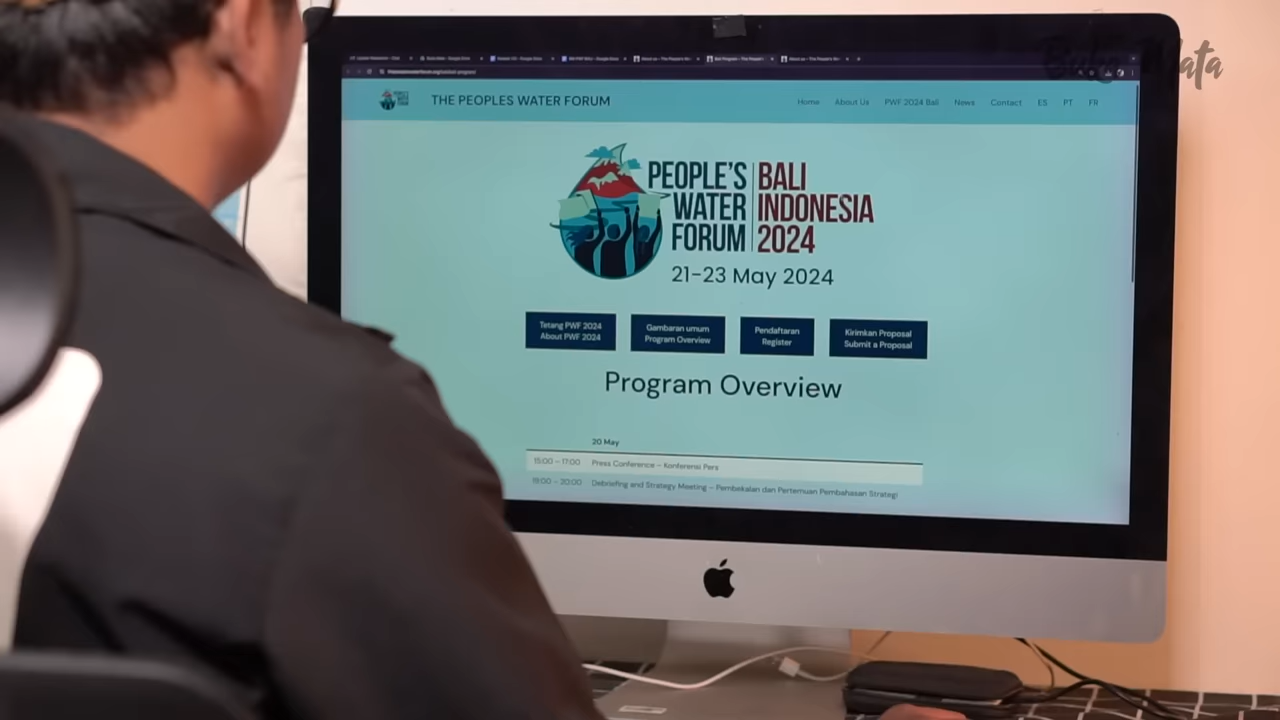 Buka Mata
THE PEOPLES WATER FORUM
Home About Us PWF 2024 Bali News Contact ES PT FR
PEOPLE'S
WATER
FORUM
BALI
INDONESIA
2024
21-23 May 2024
Tetang PWF 2024
About PWF 2024
Gambaran umum
Program Overview
Pendaftaran
Register
Kirimkan Proposal
Submit a Proposal
Program Overview
20 May
15:00 – 17:00 Press Conference – Konferensi Pers
19:00 – 20:00 Debriefing and Strategy Meeting – Pembekalan dan Pertemuan Pembahasan Strategi